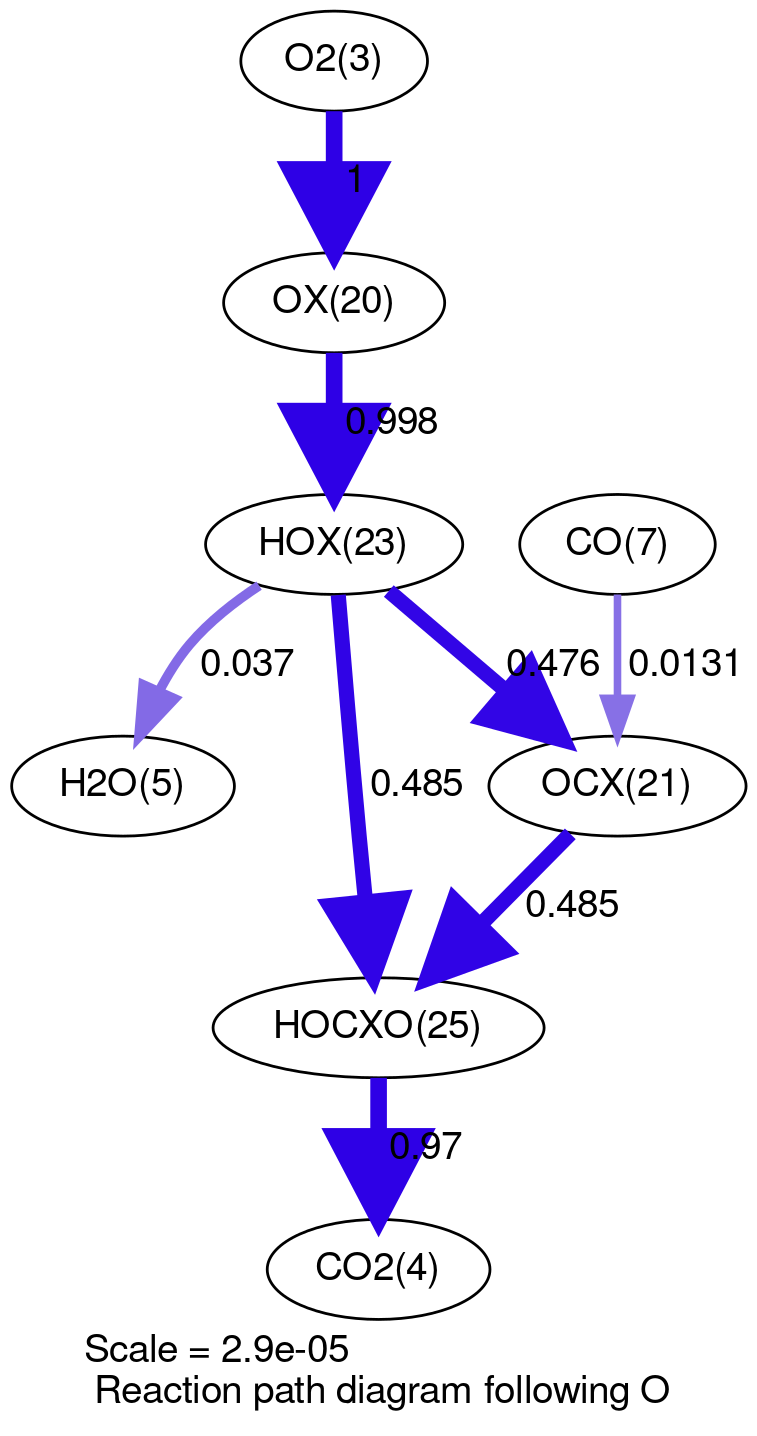 O2(3)
1
OX(20)
0.998
HOX(23)
CO(7)
0.037
0.476
0.0131
H2O(5)
0.485
OCX(21)
0.485
HOCXO(25)
0.97
CO2(4)
Scale = 2.9e-05
Reaction path diagram following O